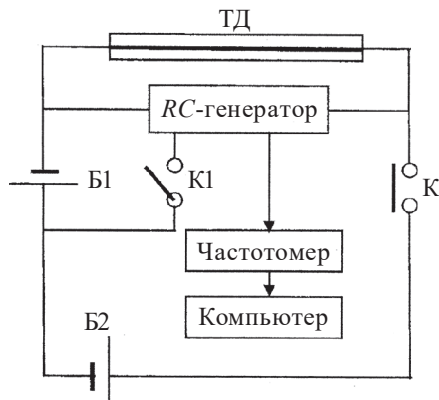 ТД
RC-генератор
Б1
К1
К
Частотомер
Компьютер
Б2